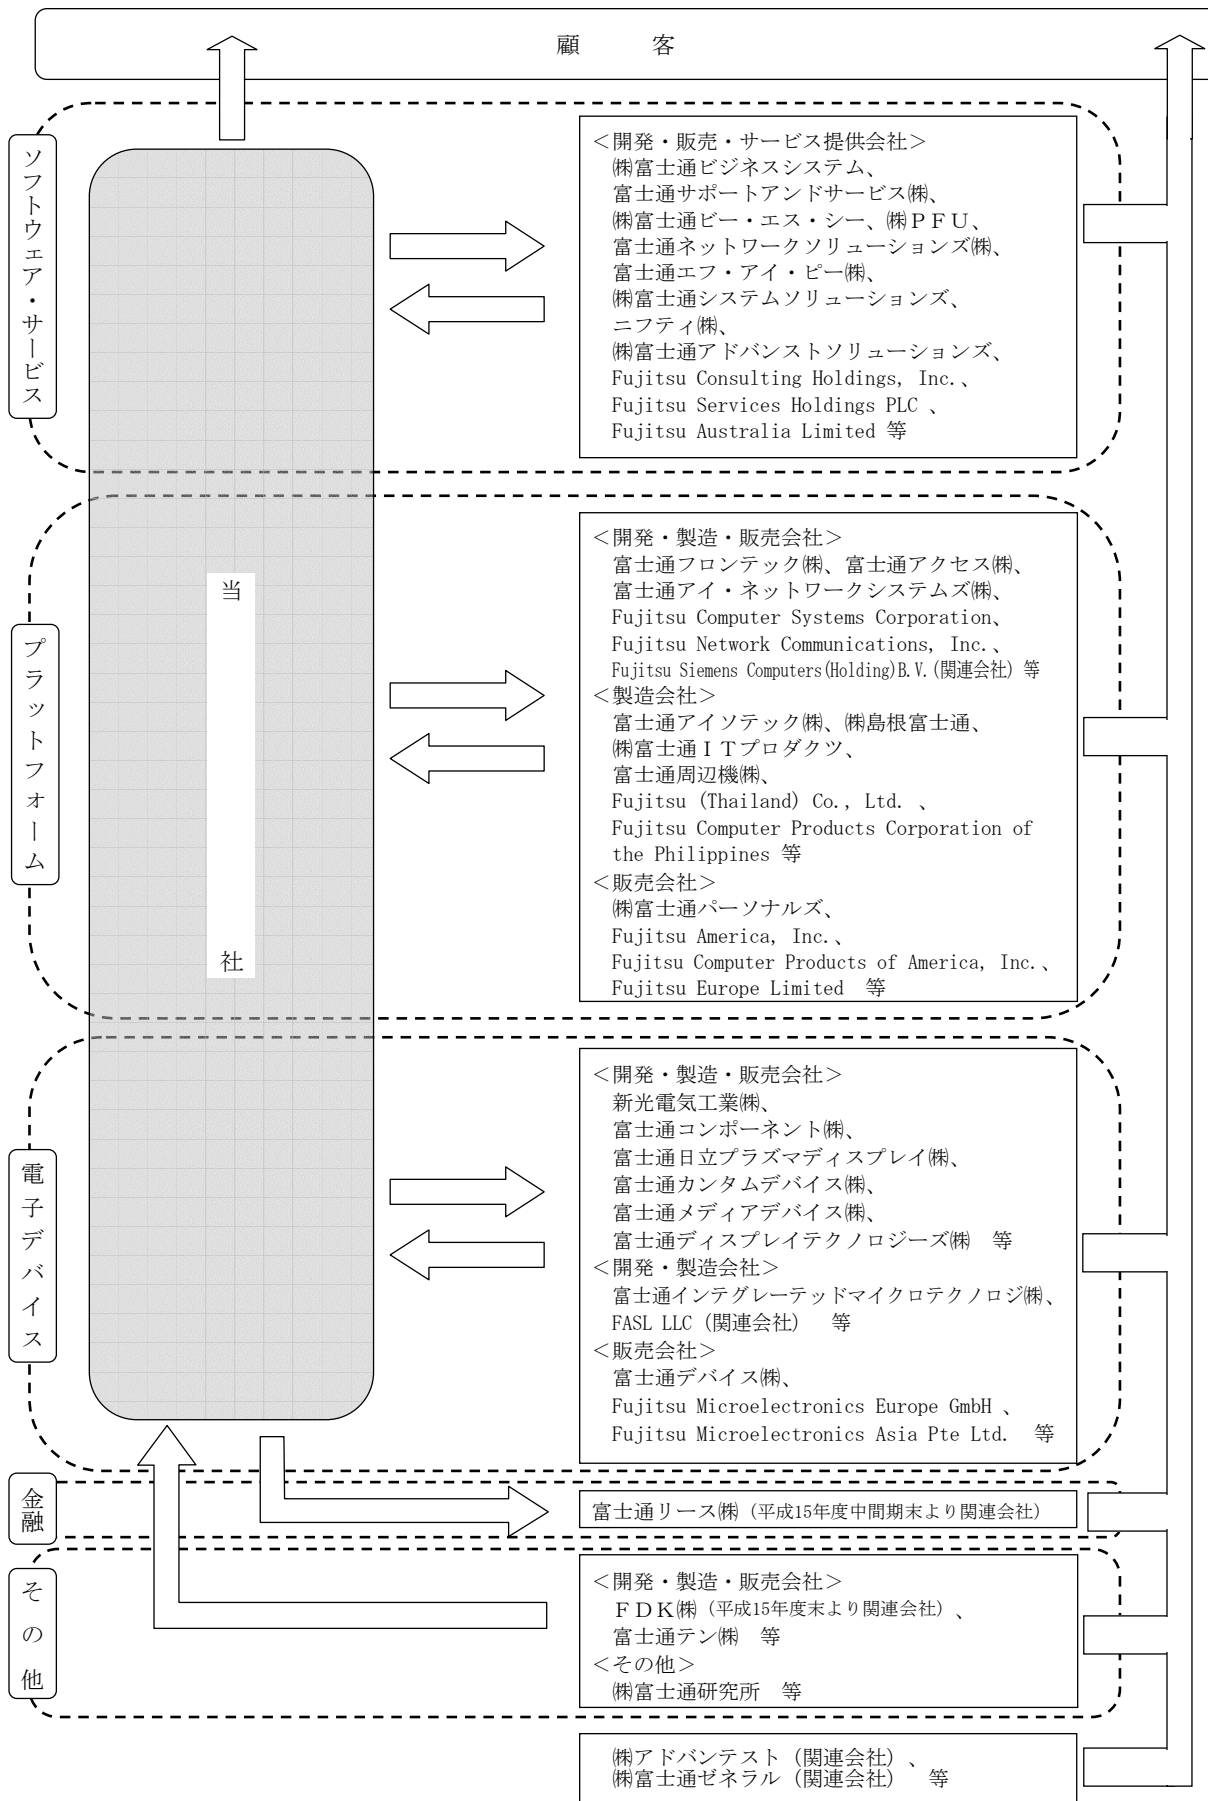 顧　客
ソフトウェア・サービス
＜開発・販売・サービス提供会社＞
㈱富士通ビジネスシステム、
富士通サポートアンドサービス㈱、
㈱富士通ビー・エス・シー、㈱ＰＦＵ、
富士通ネットワークソリューションズ㈱、
富士通エフ・アイ・ピー㈱、
㈱富士通システムソリューションズ、
ニフティ㈱、
㈱富士通アドバンストソリューションズ、
Fujitsu Consulting Holdings, Inc.、
Fujitsu Services Holdings PLC 、
Fujitsu Australia Limited 等
当　社
プラットフォーム
＜開発・製造・販売会社＞
富士通フロンテック㈱、富士通アクセス㈱、
富士通アイ・ネットワークシステムズ㈱、
Fujitsu Computer Systems Corporation、
Fujitsu Network Communications, Inc.、
Fujitsu Siemens Computers(Holding)B.V.(関連会社) 等
＜製造会社＞
富士通アイソテック㈱、㈱島根富士通、
㈱富士通ＩＴプロダクツ、
富士通周辺機㈱、
Fujitsu (Thailand) Co., Ltd. 、
Fujitsu Computer Products Corporation of
the Philippines 等
＜販売会社＞
㈱富士通パーソナルズ、
Fujitsu America, Inc.、
Fujitsu Computer Products of America, Inc.、
Fujitsu Europe Limited　等
電子デバイス
＜開発・製造・販売会社＞
新光電気工業㈱、
富士通コンポーネント㈱、
富士通日立プラズマディスプレイ㈱、
富士通カンタムデバイス㈱、
富士通メディアデバイス㈱、
富士通ディスプレイテクノロジーズ㈱　等
＜開発・製造会社＞
富士通インテグレーテッドマイクロテクノロジ㈱、
FASL LLC（関連会社）　等
＜販売会社＞
富士通デバイス㈱、
Fujitsu Microelectronics Europe GmbH 、
Fujitsu Microelectronics Asia Pte Ltd.　等
金融
富士通リース㈱（平成15年度中間期末より関連会社）
その他
＜開発・製造・販売会社＞
ＦＤＫ㈱（平成15年度末より関連会社）、
富士通テン㈱　等
＜その他＞
㈱富士通研究所　等
㈱アドバンテスト（関連会社）、
㈱富士通ゼネラル（関連会社）　等